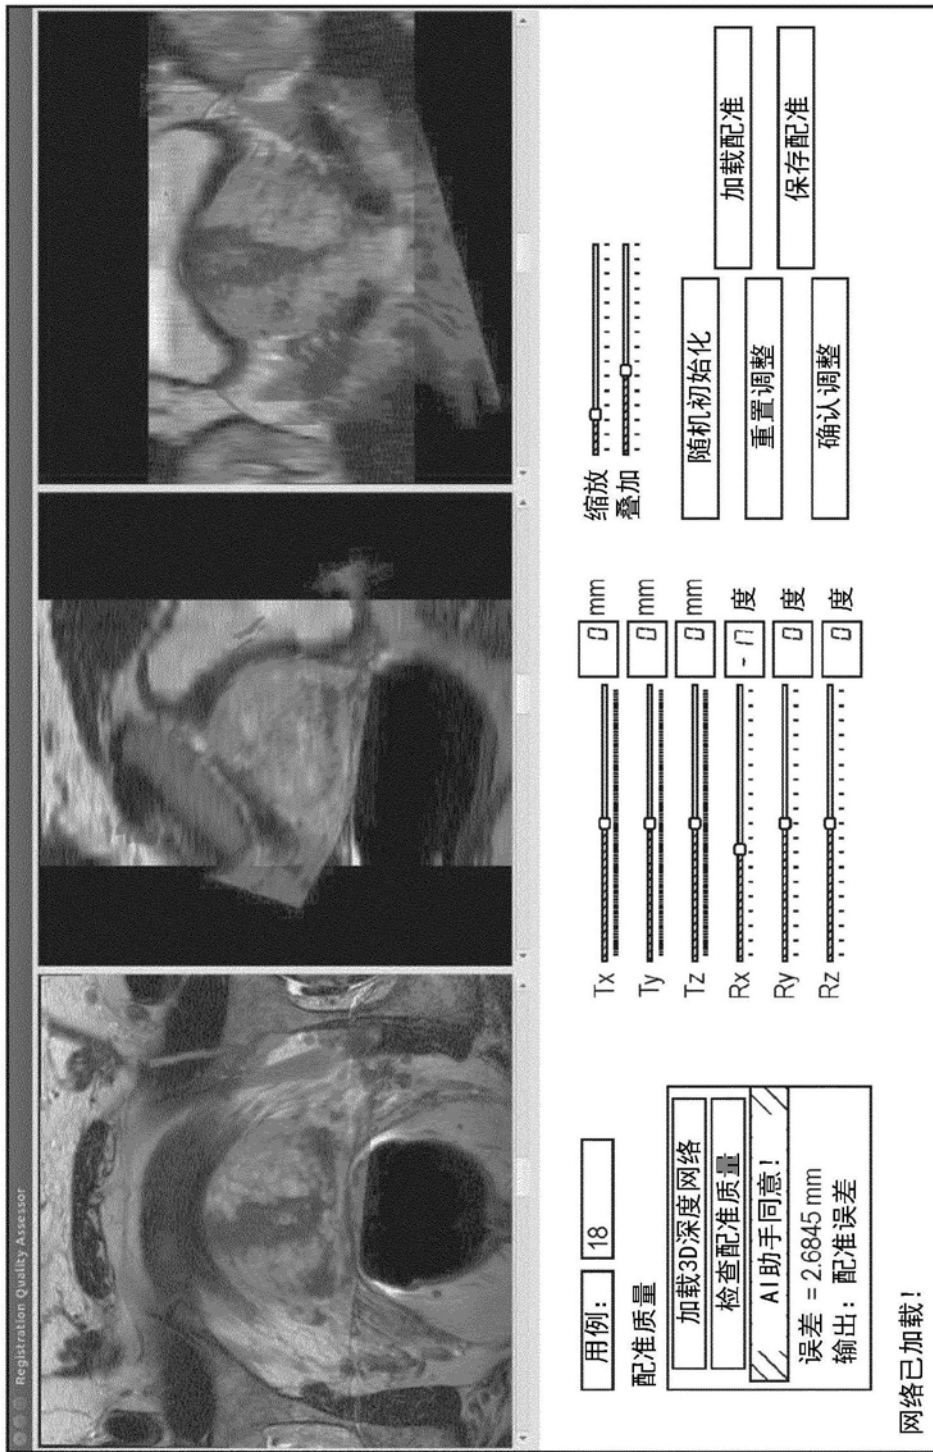 Registration Quality Assessor
用例： 18
配准质量
加载3D深度网络
检查配准质量
AI 助手同意！
误差 = 2.6845 mm
输出：配准误差
网络已加载！
Tx 0 mm
Ty 0 mm
Tz 0 mm
Rx -17 度
Ry 0 度
Rz 0 度
缩放
叠加
随机初始化
重置调整
确认调整
加载配准
保存配准